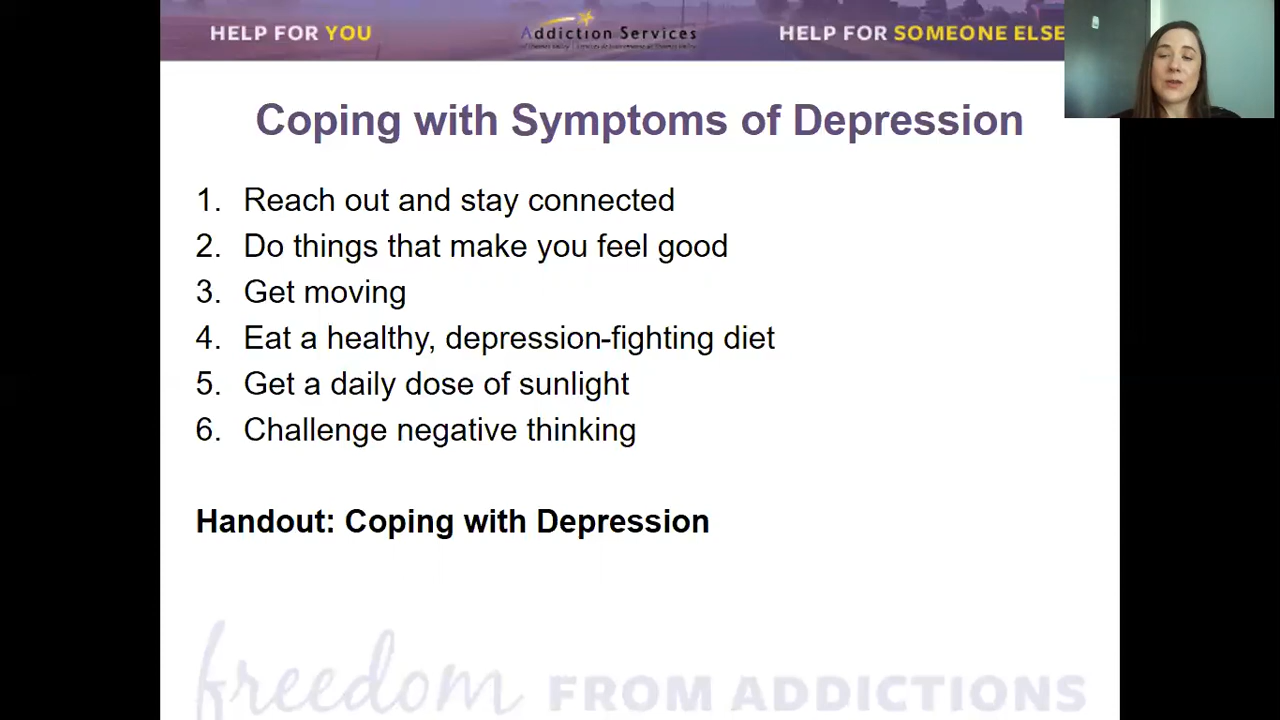 HELP FOR YOU
Addiction Services
HELP FOR SOMEONE ELSE
Coping with Symptoms of Depression
1. Reach out and stay connected
2. Do things that make you feel good
3. Get moving
4. Eat a healthy, depression-fighting diet
5. Get a daily dose of sunlight
6. Challenge negative thinking
Handout: Coping with Depression
freedom FROM ADDICTIONS